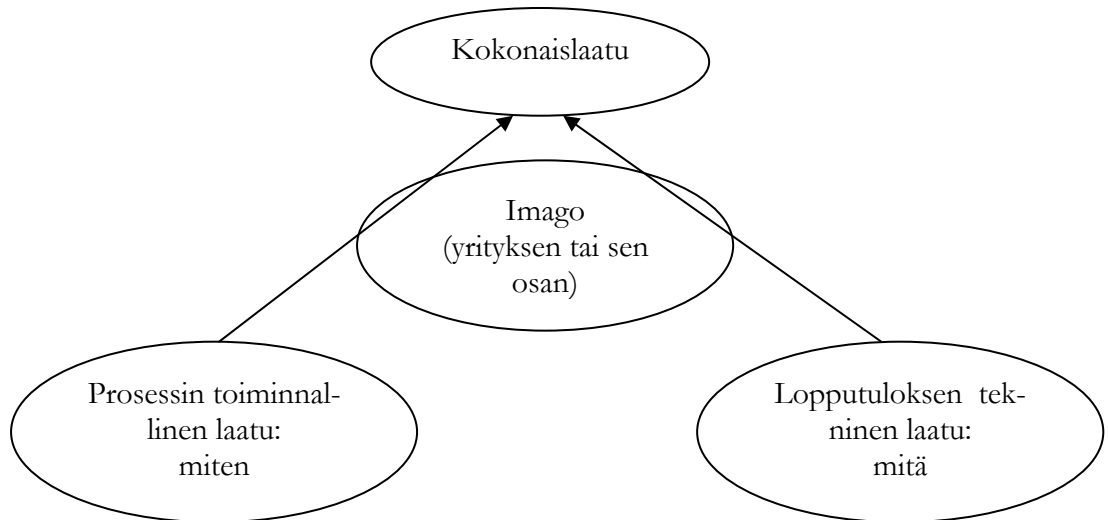 Kokonaislaatu
Imago
(yrityksen tai sen
osan)
Prosessin toiminnal-
linen laatu:
miten
Lopputuloksen tek-
ninen laatu:
mitä